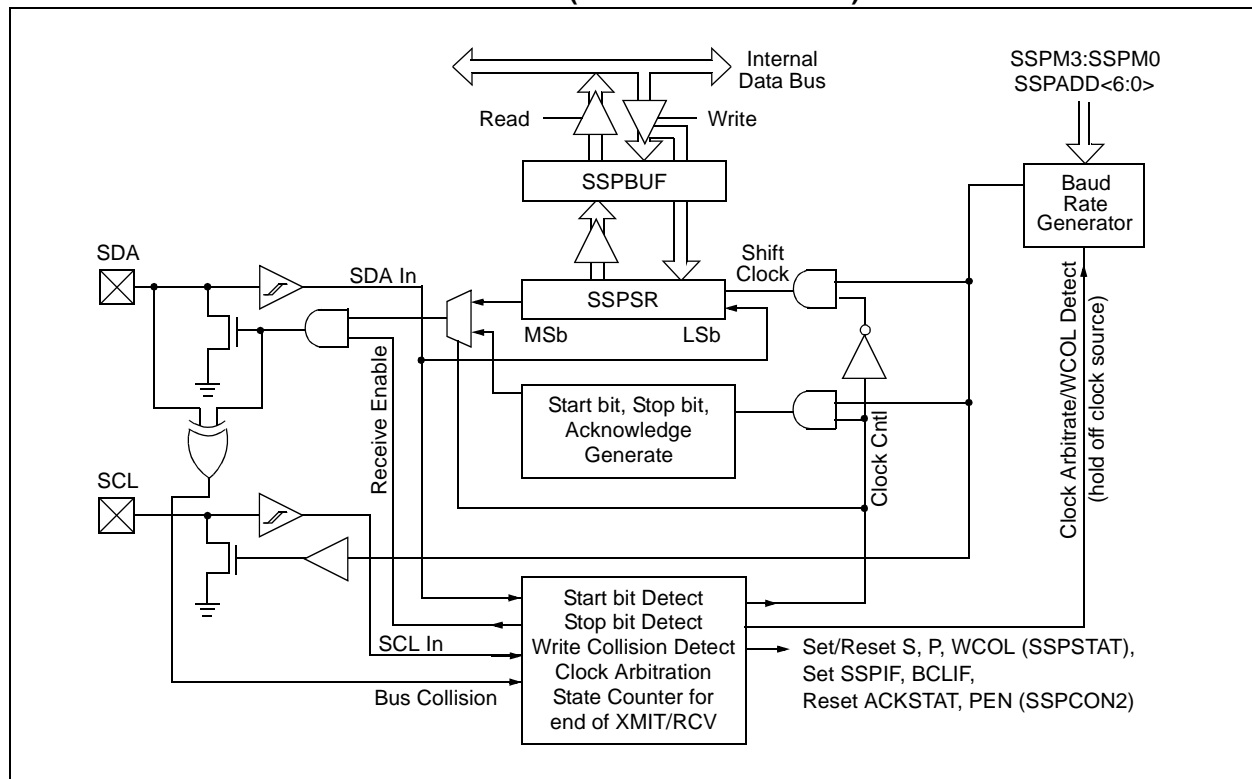 Internal
Data Bus
SSPM3:SSPM0
SSPADD<6:0>
Read
Write
SSPBUF
Baud
Rate
Generator
SDA
SDA In
Shift
Clock
SSPSR
MSb
LSb
Receive Enable
Start bit, Stop bit,
Acknowledge
Generate
Clock Cntl
Clock Arbitrate/WCOL Detect
(hold off clock source)
SCL
SCL In
Bus Collision
Start bit Detect
Stop bit Detect
Write Collision Detect
Clock Arbitration
State Counter for
end of XMIT/RCV
Set/Reset S, P, WCOL (SSPSTAT),
Set SSPIF, BCLIF,
Reset ACKSTAT, PEN (SSPCON2)